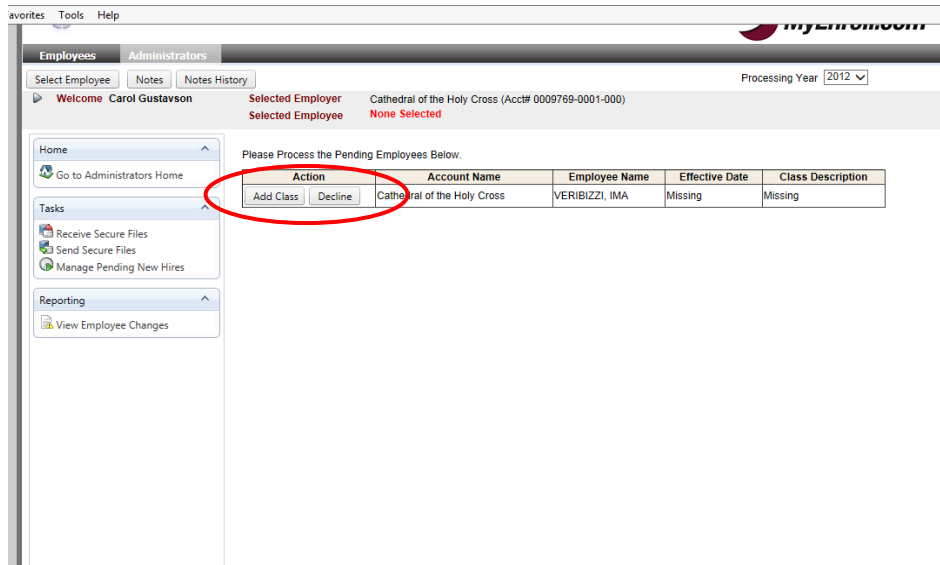 avorites Tools Help
MyEnroll.com
Employees Administrators
Select Employee Notes Notes History Processing Year 2012
Welcome Carol Gustavson Selected Employer Cathedral of the Holy Cross (Acct# 0009769-0001-000)
Selected Employee None Selected
Home
Go to Administrators Home
Tasks
Receive Secure Files
Send Secure Files
Manage Pending New Hires
Reporting
View Employee Changes
Please Process the Pending Employees Below.
Action Account Name Employee Name Effective Date Class Description
Add Class Decline Cathedral of the Holy Cross VERIBIZZI, IMA Missing Missing